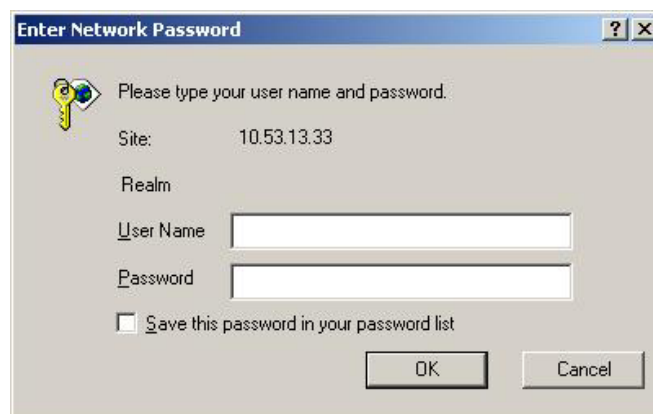 Enter Network Password
Please type your user name and password.
Site: 10.53.13.33
Realm
User Name
Password
Save this password in your password list
OK Cancel